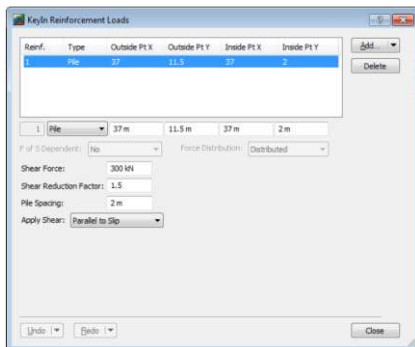 KeyIn Reinforcement Loads
Reinf. Type Outside Pt X Outside Pt Y Inside Pt X Inside Pt Y
1 Pile 37 11.5 37 2
Add...
Delete
1 Pile 37 m 11.5 m 37 m 2 m
F of S Dependent: No Force Distribution: Distributed
Shear Force: 300 kN
Shear Reduction Factor: 1.5
Pile Spacing: 2 m
Apply Shear: Parallel to Slip
Undo Redo Close